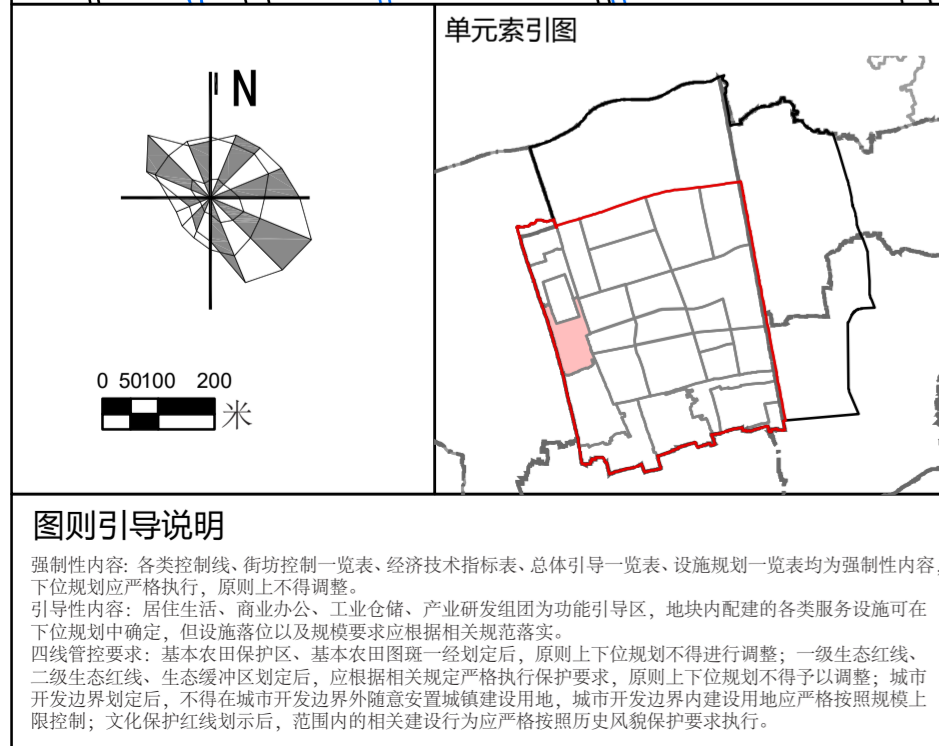 单元索引图
N
0 50100 200
米
图则引导说明
强制性内容：各类控制线、街坊控制一览表、经济技术指标表、总体引导一览表、设施规划一览表均为强制性内容，
下位规划应严格执行，原则上不得调整。
引导性内容：居住生活、商业办公、工业仓储、产业研发组团为功能引导区，地块内配建的各类服务设施可在
下位规划中确定，但设施落位以及规模要求应根据相关规范落实。
四线管控要求：基本农田保护区、基本农田图斑一经划定后，原则上下位规划不得进行调整；一级生态红线、
二级生态红线、生态缓冲区划定后，应根据相关规定严格执行保护要求，原则上下位规划不得予以调整；城市
开发边界划定后，不得在城市开发边界外随意安置城镇建设用地，城市开发边界内建设用地应严格按照规模上
限控制；文化保护红线划示后，范围内的相关建设行为应严格按照历史风貌保护要求执行。